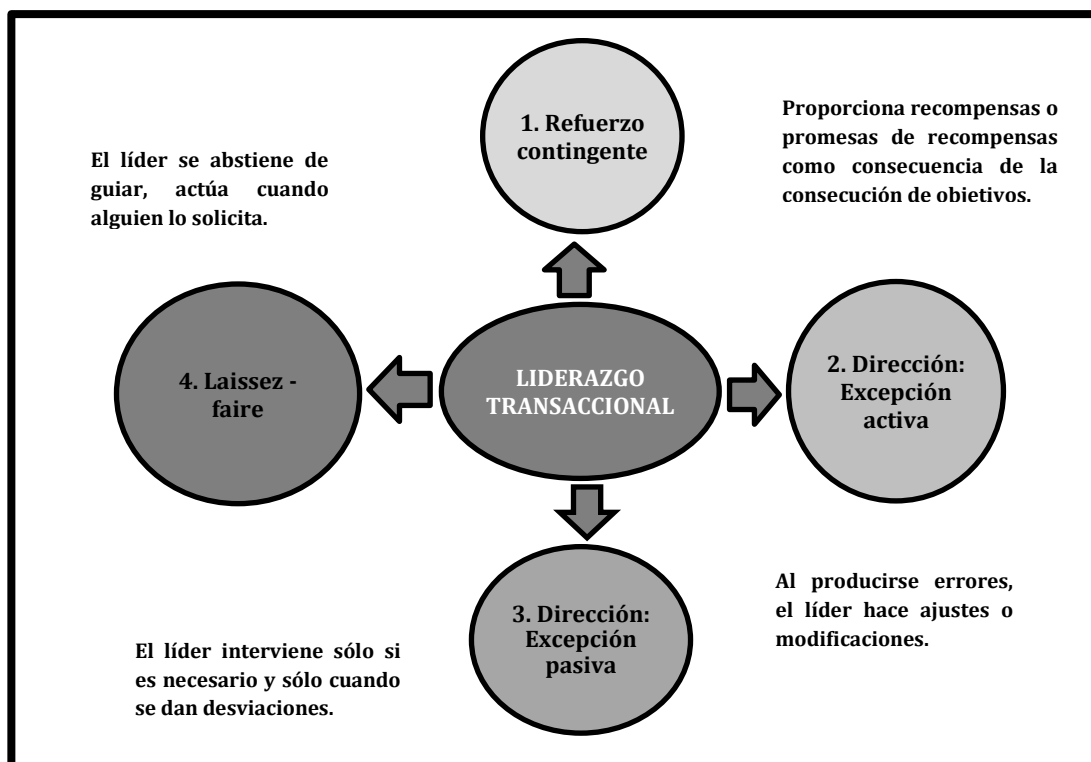 1. Refuerzo
contingente
Proporciona recompensas o
promesas de recompensas
como consecuencia de la
consecución de objetivos.
El líder se abstiene de
guiar, actúa cuando
alguien lo solicita.
4. Laissez -
faire
LIDERAZGO
TRANSACCIONAL
2. Dirección:
Excepción
activa
3. Dirección:
Excepción
pasiva
Al producirse errores,
el líder hace ajustes o
modificaciones.
El líder interviene sólo si
es necesario y sólo cuando
se dan desviaciones.